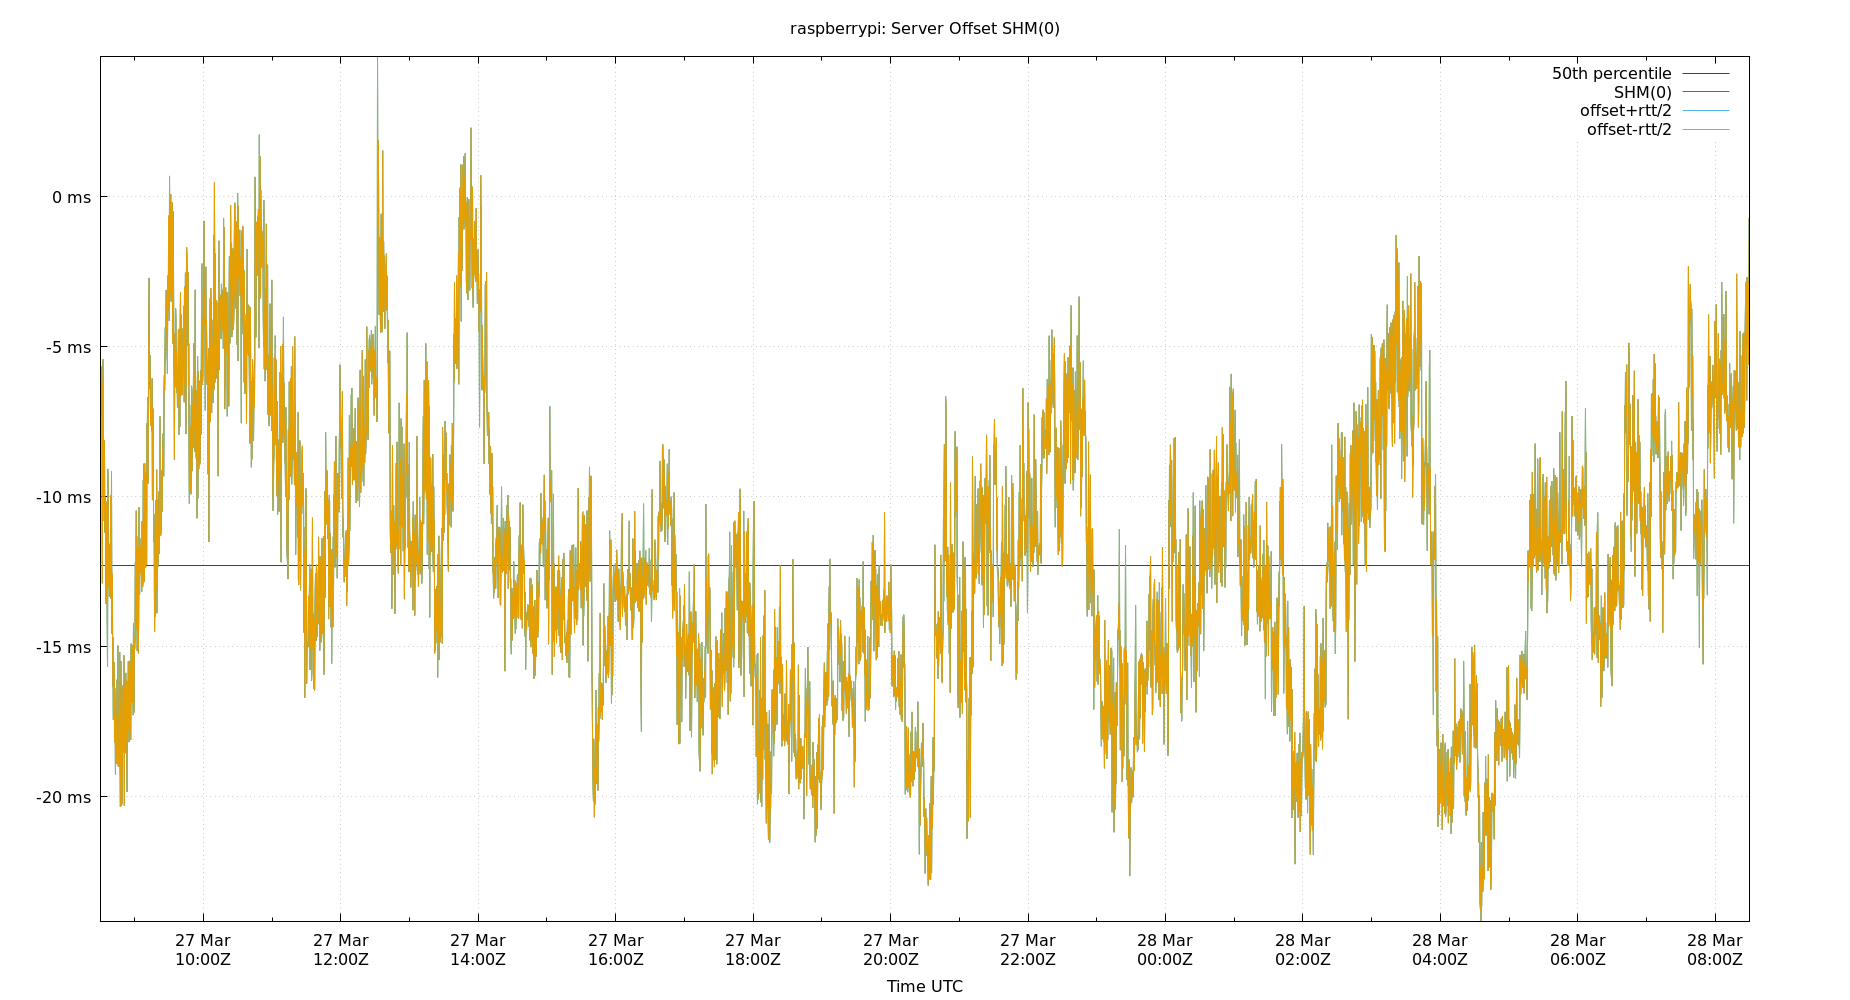 raspberrypi: Server Offset SHM(0)
50th percentile
SHM(0)
offset+rtt/2
offset-rtt/2
0 ms
-5 ms
-10 ms
-15 ms
-20 ms
27 Mar 27 Mar 27 Mar 27 Mar 27 Mar 27 Mar 27 Mar 28 Mar 28 Mar 28 Mar 28 Mar 28 Mar
10:00Z 12:00Z 14:00Z 16:00Z 18:00Z 20:00Z 22:00Z 00:00Z 02:00Z 04:00Z 06:00Z 08:00Z
Time UTC